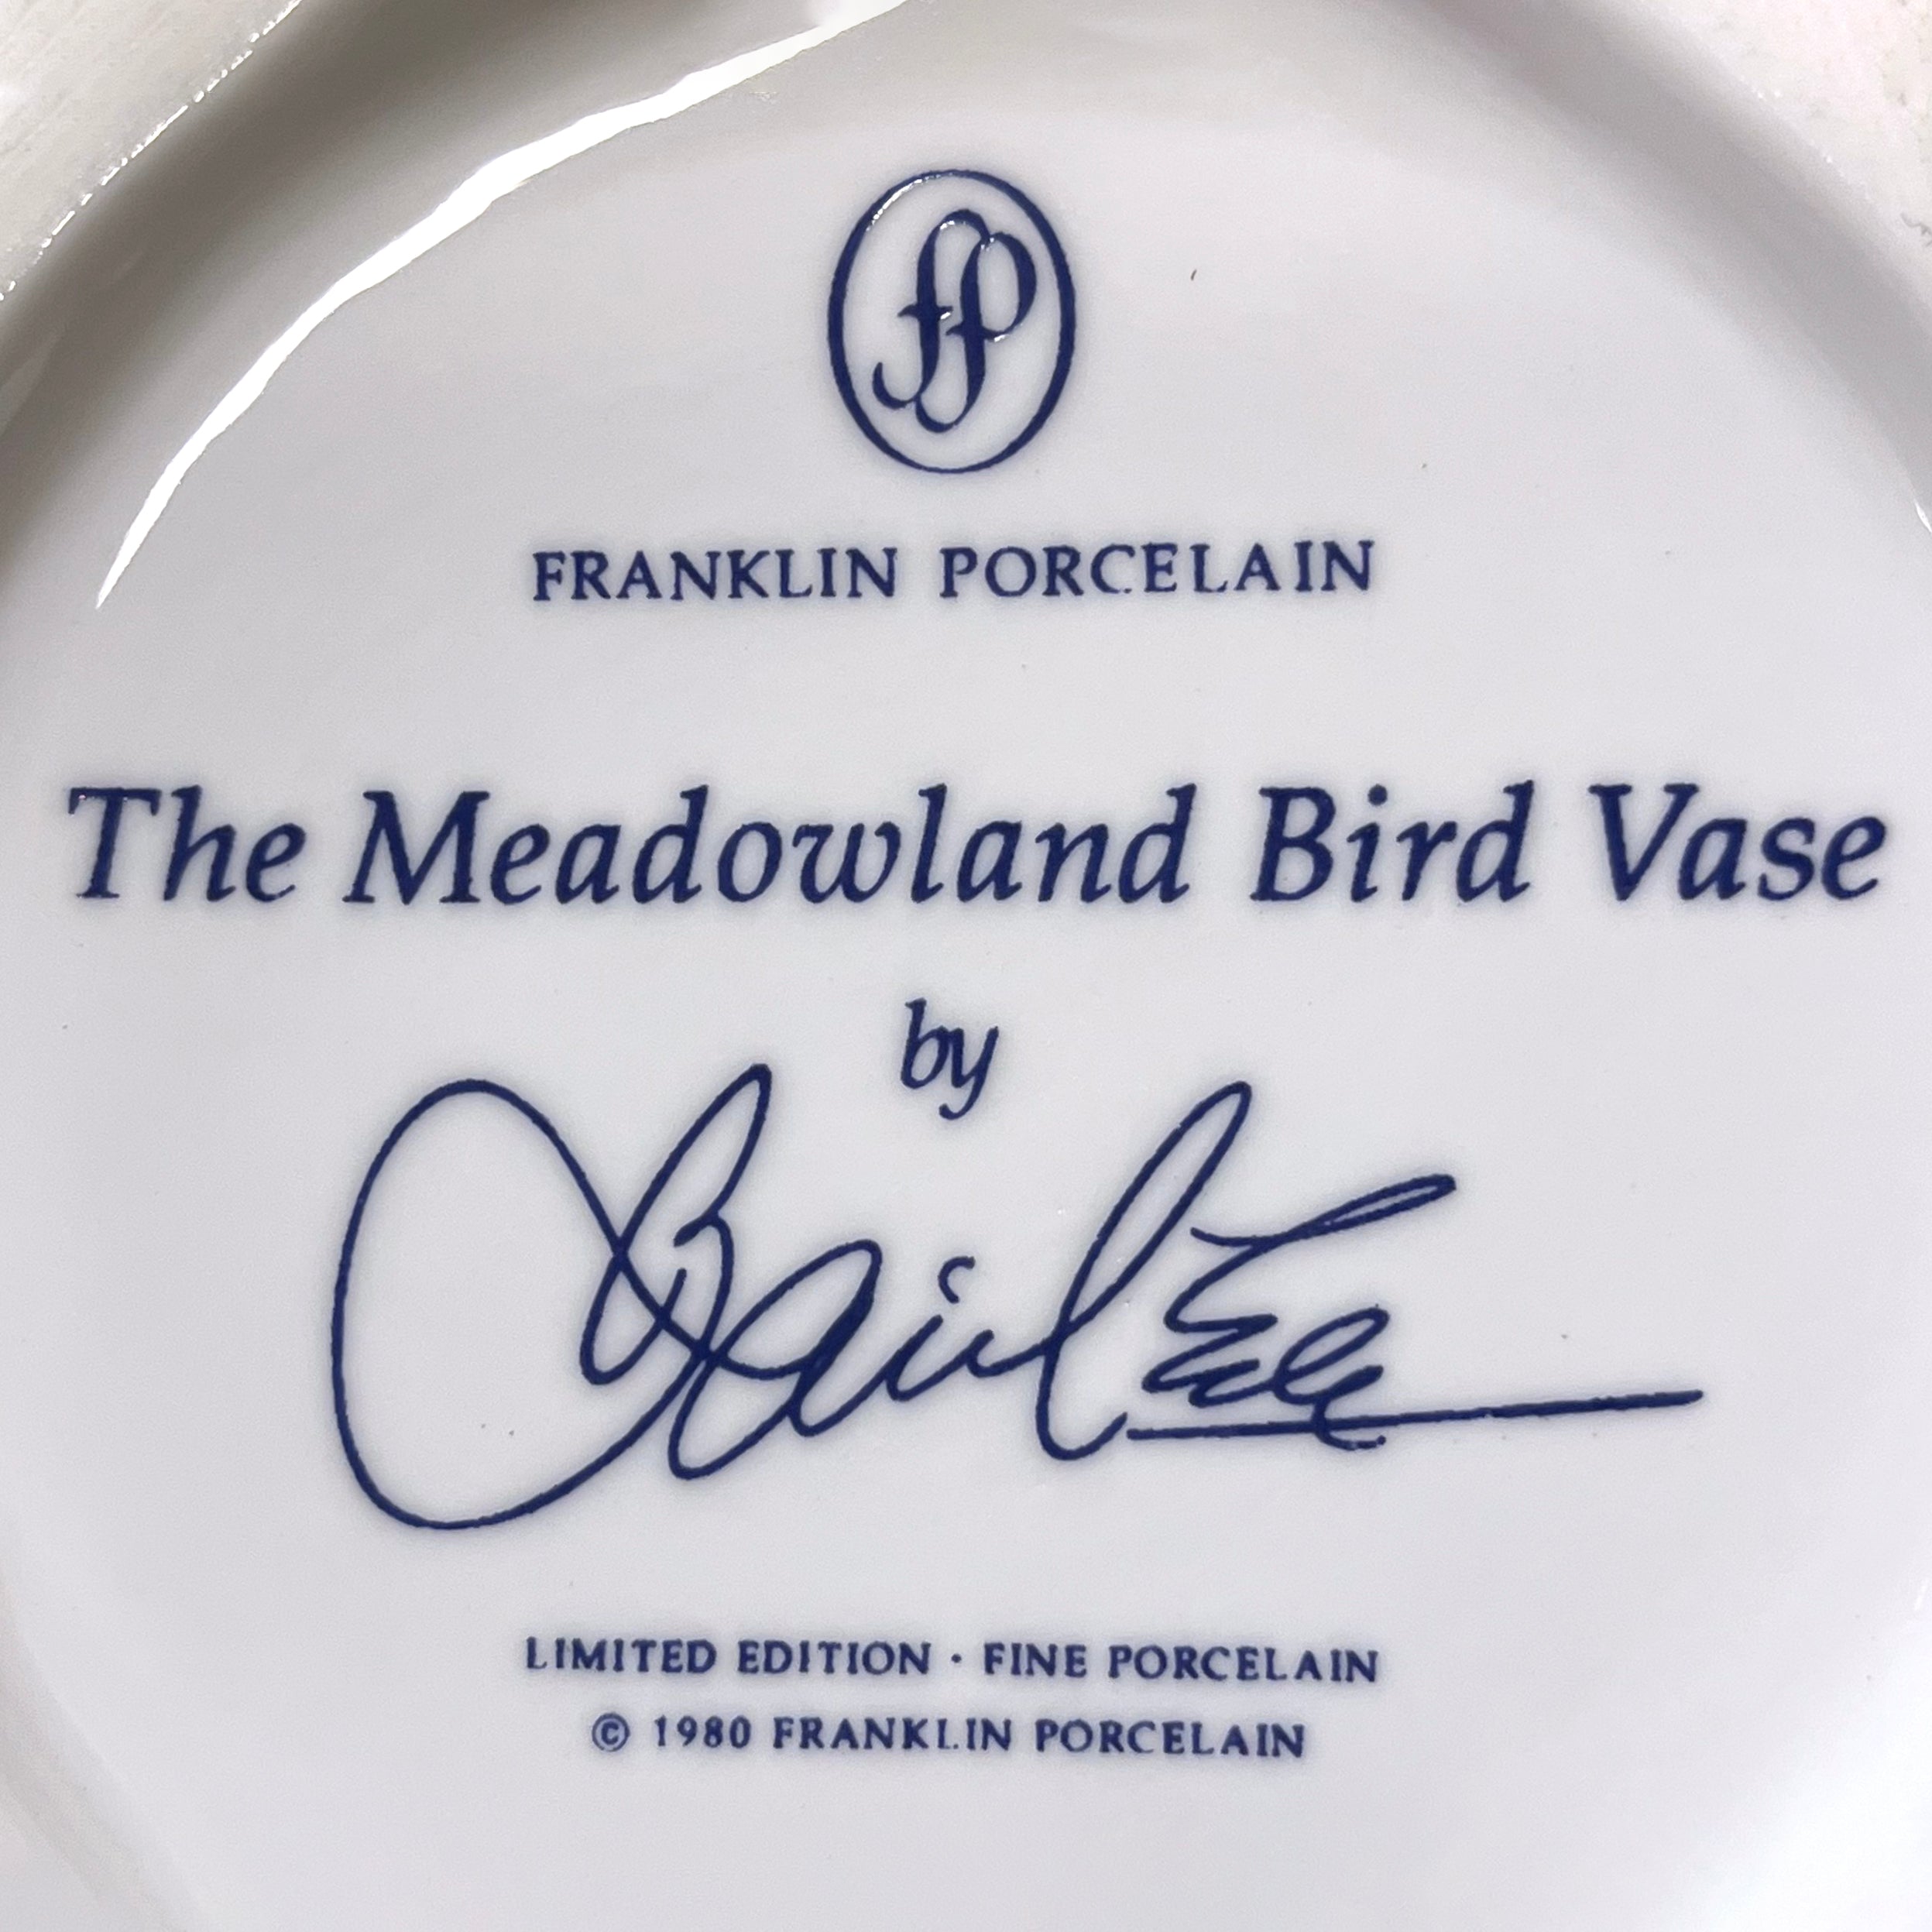 fp
FRANKLIN PORCELAIN
The Meadowland Bird Vase
by
LIMITED EDITION · FINE PORCELAIN
© 1980 FRANKLIN PORCELAIN